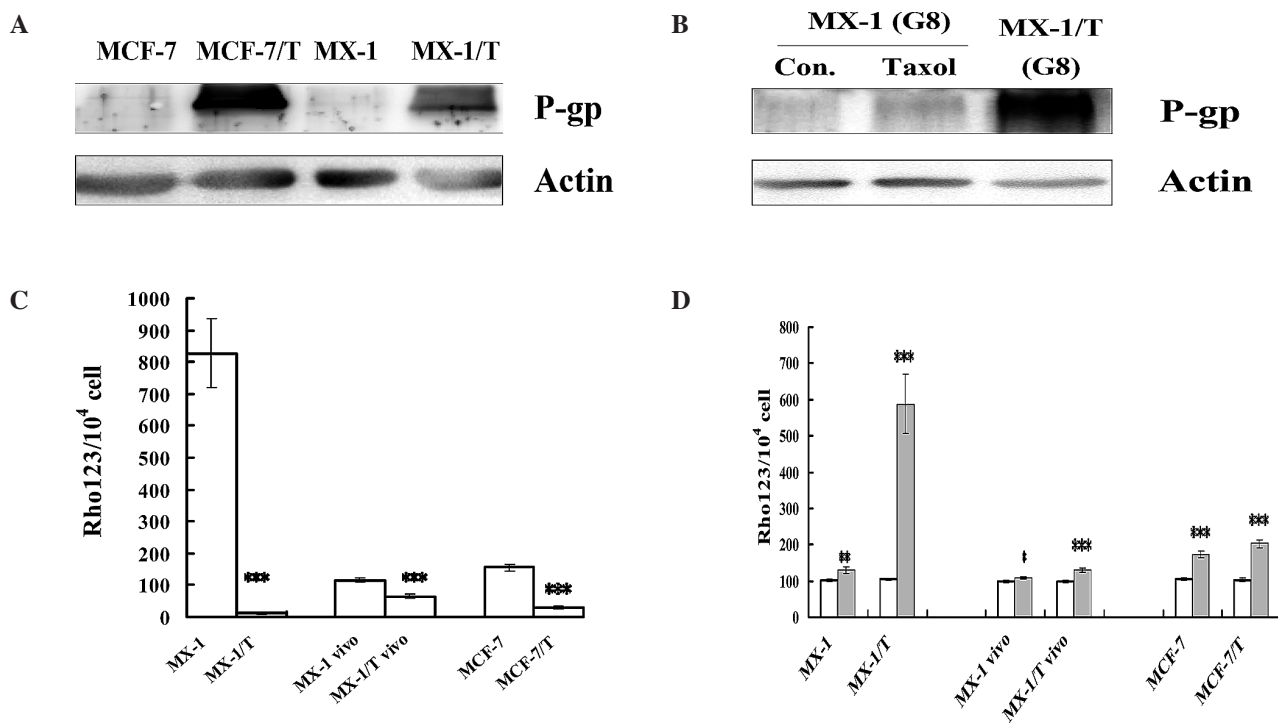 A
MCF-7 MCF-7/T MX-1 MX-1/T
P-gp
Actin
B
MX-1 (G8) MX-1/T
Con. Taxol (G8)
P-gp
Actin
C
Rho123/10⁴ cell
1000
900
800
700
600
500
400
300
200
100
0
***
***
***
MX-1
MX-1/T
MX-1 vivo
MX-1/T vivo
MCF-7
MCF-7/T
D
Rho123/10⁴ cell
800
700
600
500
400
300
200
100
0
**
***
*
***
***
***
MX-1
MX-1/T
MX-1 vivo
MX-1/T vivo
MCF-7
MCF-7/T